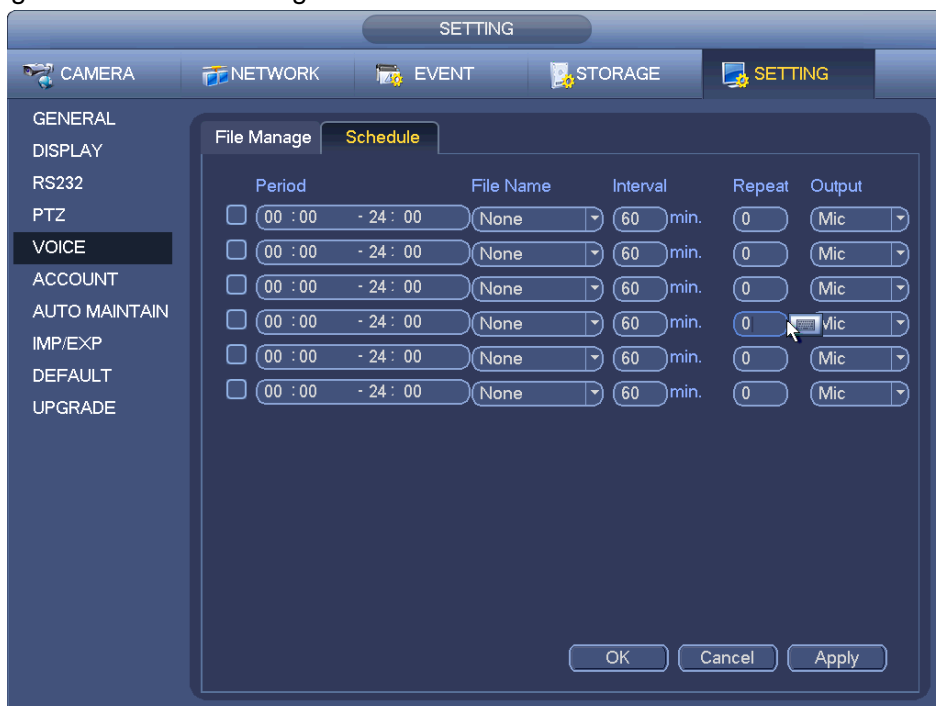 SETTING
CAMERA NETWORK EVENT STORAGE SETTING
GENERAL
DISPLAY
RS232
PTZ
VOICE
ACCOUNT
AUTO MAINTAIN
IMP/EXP
DEFAULT
UPGRADE
File Manage Schedule
Period File Name Interval Repeat Output
00 : 00 - 24 : 00 None 60 min. 0 Mic
00 : 00 - 24 : 00 None 60 min. 0 Mic
00 : 00 - 24 : 00 None 60 min. 0 Mic
00 : 00 - 24 : 00 None 60 min. 0 Mic
00 : 00 - 24 : 00 None 60 min. 0 Mic
00 : 00 - 24 : 00 None 60 min. 0 Mic
OK Cancel Apply